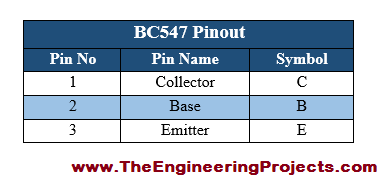 BC547 Pinout
Pin No Pin Name Symbol
1 Collector C
2 Base B
3 Emitter E
www.TheEngineeringProjects.com